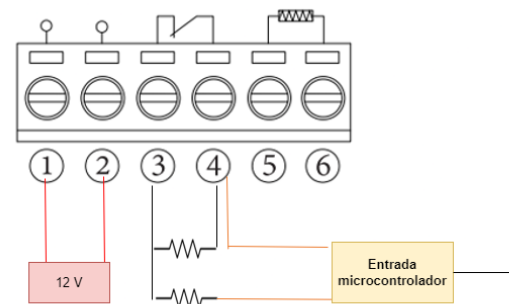 ① ② ③ ④ ⑤ ⑥
12 V
Entrada
microcontrolador